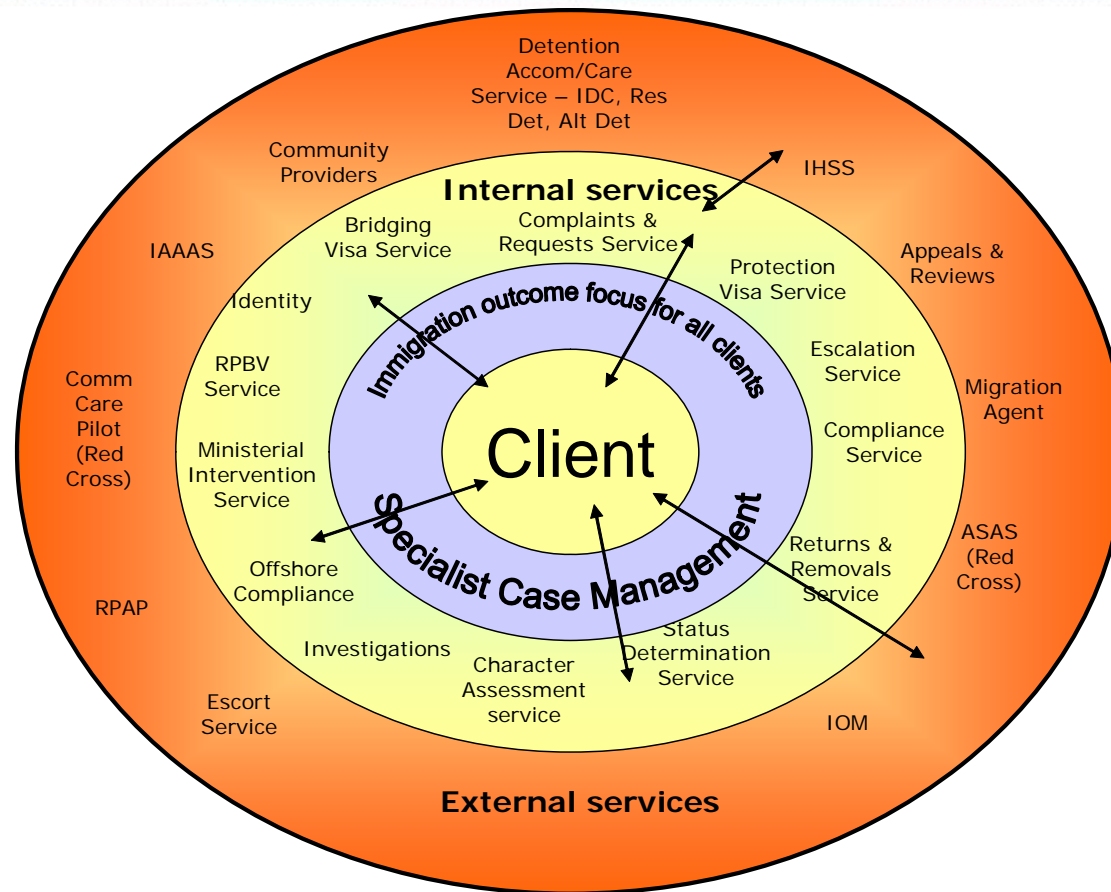 Detention
Accom/Care
Service – IDC, Res
Det, Alt Det
Community
Providers
IHSS
IAAAS
Appeals &
Reviews
Comm
Care
Pilot
(Red
Cross)
Migration
Agent
ASAS
(Red
Cross)
RPAP
Escort
Service
IOM
External services
Internal services
Bridging
Visa Service
Complaints &
Requests Service
Protection
Visa Service
Identity
RPBV
Service
Escalation
Service
Ministerial
Intervention
Service
Compliance
Service
Offshore
Compliance
Returns &
Removals
Service
Investigations
Character
Assessment
service
Status
Determination
Service
Immigration outcome focus for all clients
Client
Specialist Case Management